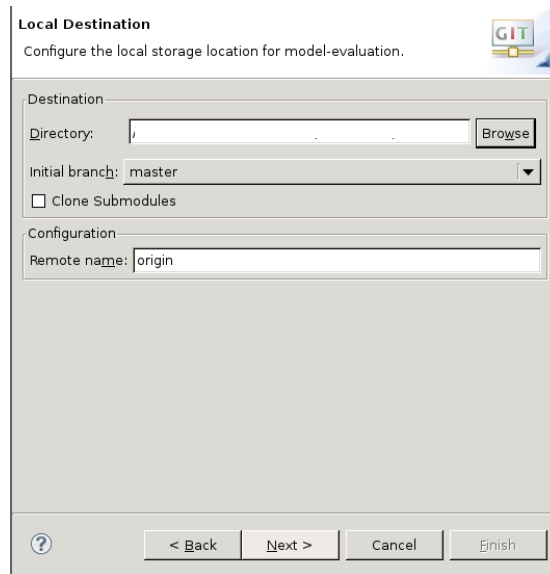 Local Destination
Configure the local storage location for model-evaluation.
GIT
Destination
Directory:
Browse
Initial branch: master
Clone Submodules
Configuration
Remote name: origin
?
< Back
Next >
Cancel
Finish